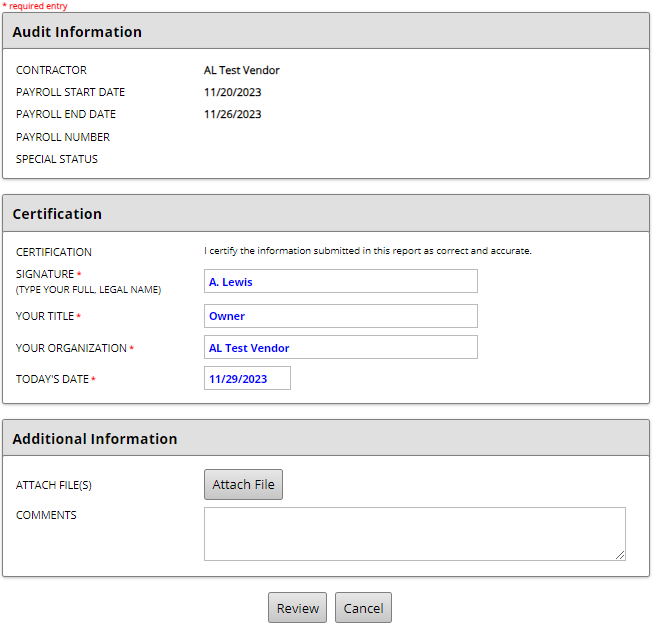 * required entry
Audit Information
CONTRACTOR AL Test Vendor
PAYROLL START DATE 11/20/2023
PAYROLL END DATE 11/26/2023
PAYROLL NUMBER
SPECIAL STATUS
Certification
CERTIFICATION I certify the information submitted in this report as correct and accurate.
SIGNATURE *
(TYPE YOUR FULL, LEGAL NAME) A. Lewis
YOUR TITLE * Owner
YOUR ORGANIZATION * AL Test Vendor
TODAY'S DATE * 11/29/2023
Additional Information
ATTACH FILE(S) Attach File
COMMENTS
Review Cancel